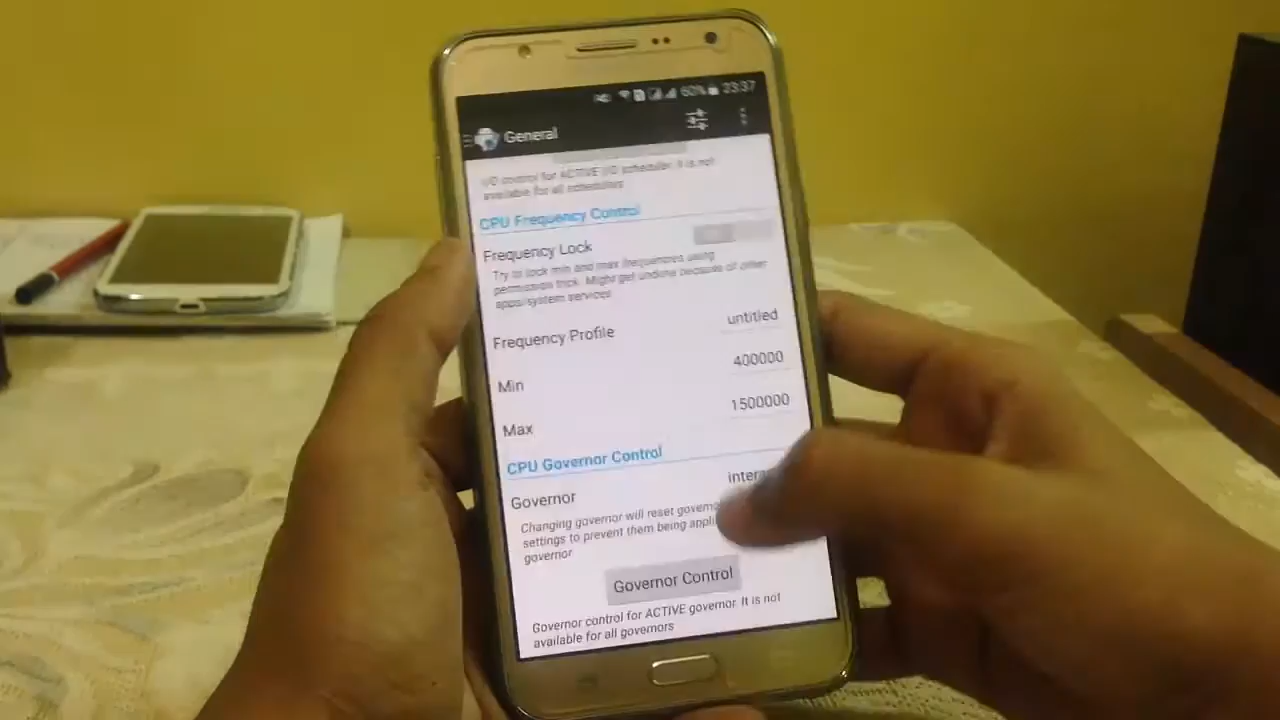 60% 23:37
General
I/O control for ACTIVE I/O scheduler. It is not
available for all schedulers
CPU Frequency Control
Frequency Lock
Try to lock min and max frequencies using
permission trick. Might get undone because of other
apps/system services
Frequency Profile untitled
Min 400000
Max 1500000
CPU Governor Control
Governor
Changing governor will reset
settings to prevent them being
governor
Governor Control
Governor control for ACTIVE governor. It is not
available for all governors